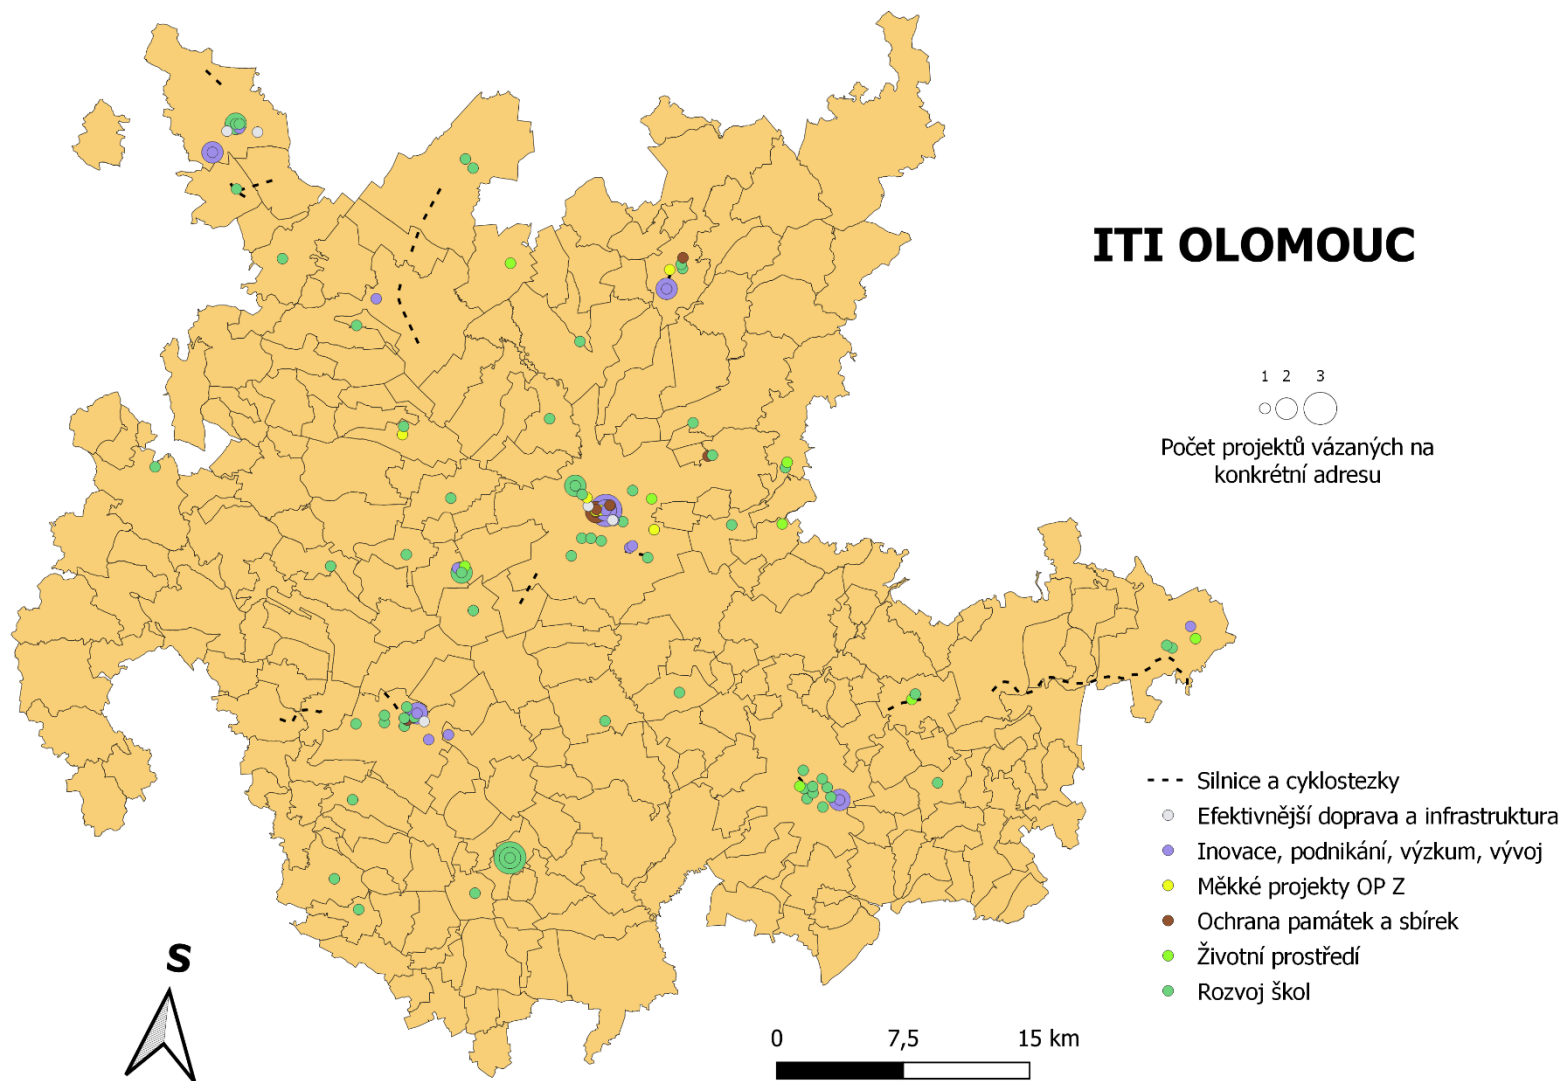 ITI OLOMOUC
1 2 3
Počet projektů vázaných na
konkrétní adresu
Silnice a cyklostezky
Efektivnější doprava a infrastruktura
Inovace, podnikání, výzkum, vývoj
Měkké projekty OP Z
Ochrana památek a sbírek
Životní prostředí
Rozvoj škol
S
0 7,5 15 km